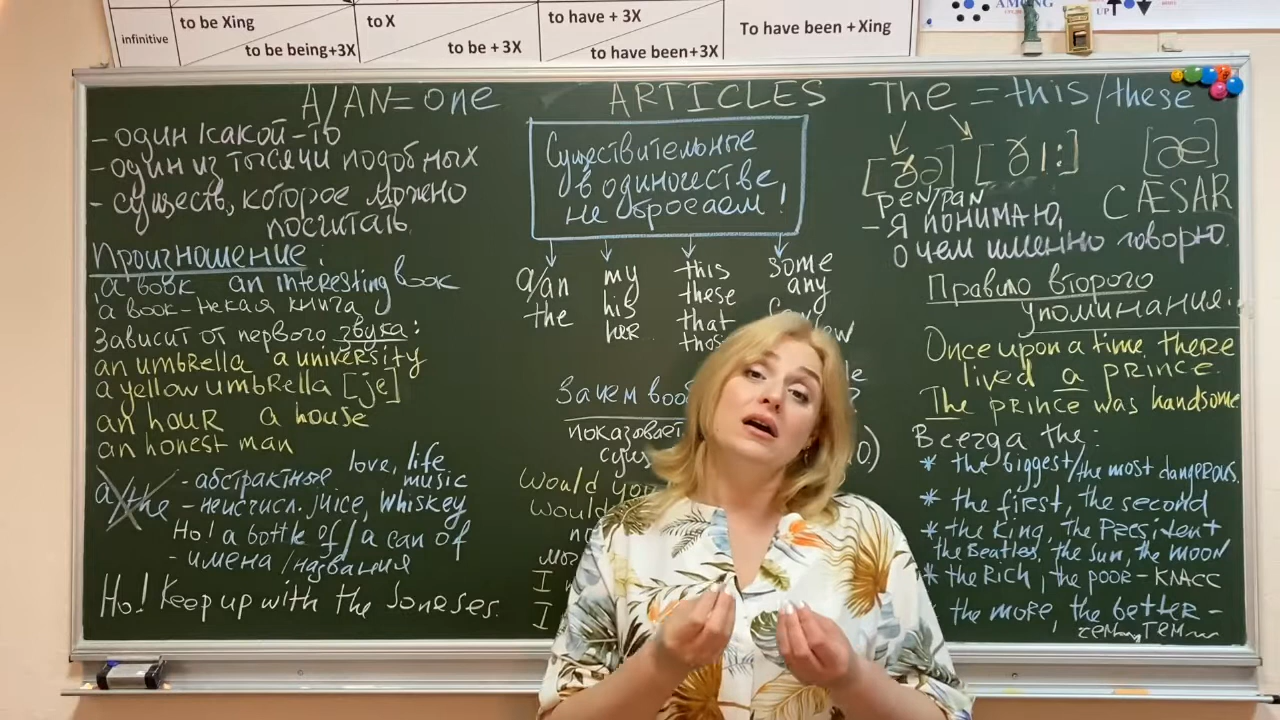 infinitive
to be Xing
to be being+3X
to X
to be + 3X
to have + 3X
to have been+3X
To have been +Xing
AMONG
UP
A/AN = one
- один какой-то
- один из тысячи подобных
- существ, которое можно
посчитать
Произношение:
a book an interesting book
a book - некая книга
Зависит от первого звука:
an umbrella a university
a yellow umbrella [je]
an hour a house
an honest man
a/the - абстрактные love, life
music
- неисчисл. juice, whiskey
Но! a bottle of / a can of
- имена/названия
Но! Keep up with the Joneses.
ARTICLES
Существительные
в одиночестве
не бросаем!
a/an my this some
the his these any
her that
Зачем
would
I
I
The = this/these
[ðə] [ði:] [æ]
pen/pan CÆSAR
- Я понимаю,
о чем именно говорю.
Правило второго
упоминания:
Once upon a time there
lived a prince.
The prince was handsome.
Всегда the:
* the biggest/the most dangerous.
* the first, the second
* the King, the President
the Beatles, the sun, the moon
* the Rich, the poor - класс
the more, the better -
чем, тем